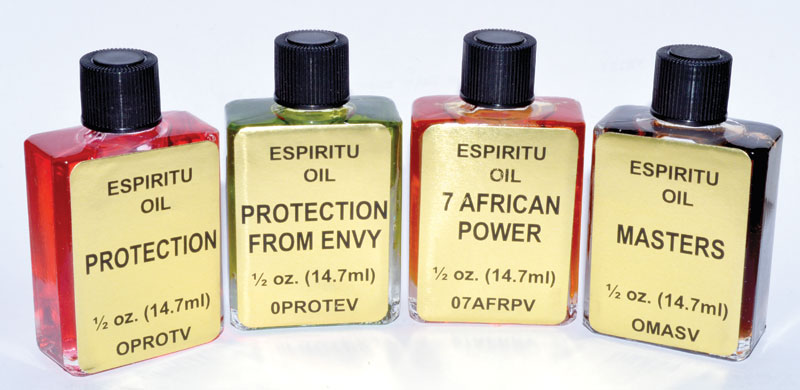 ESPIRITU
OIL
PROTECTION
½ oz. (14.7ml)
OPROTV
ESPIRITU
OIL
PROTECTION
FROM ENVY
½ oz. (14.7ml)
0PROTEV
ESPIRITU
OIL
7 AFRICAN
POWER
½ oz. (14.7ml)
07AFRPV
ESPIRITU
OIL
MASTERS
½ oz. (14.7ml)
OMASV